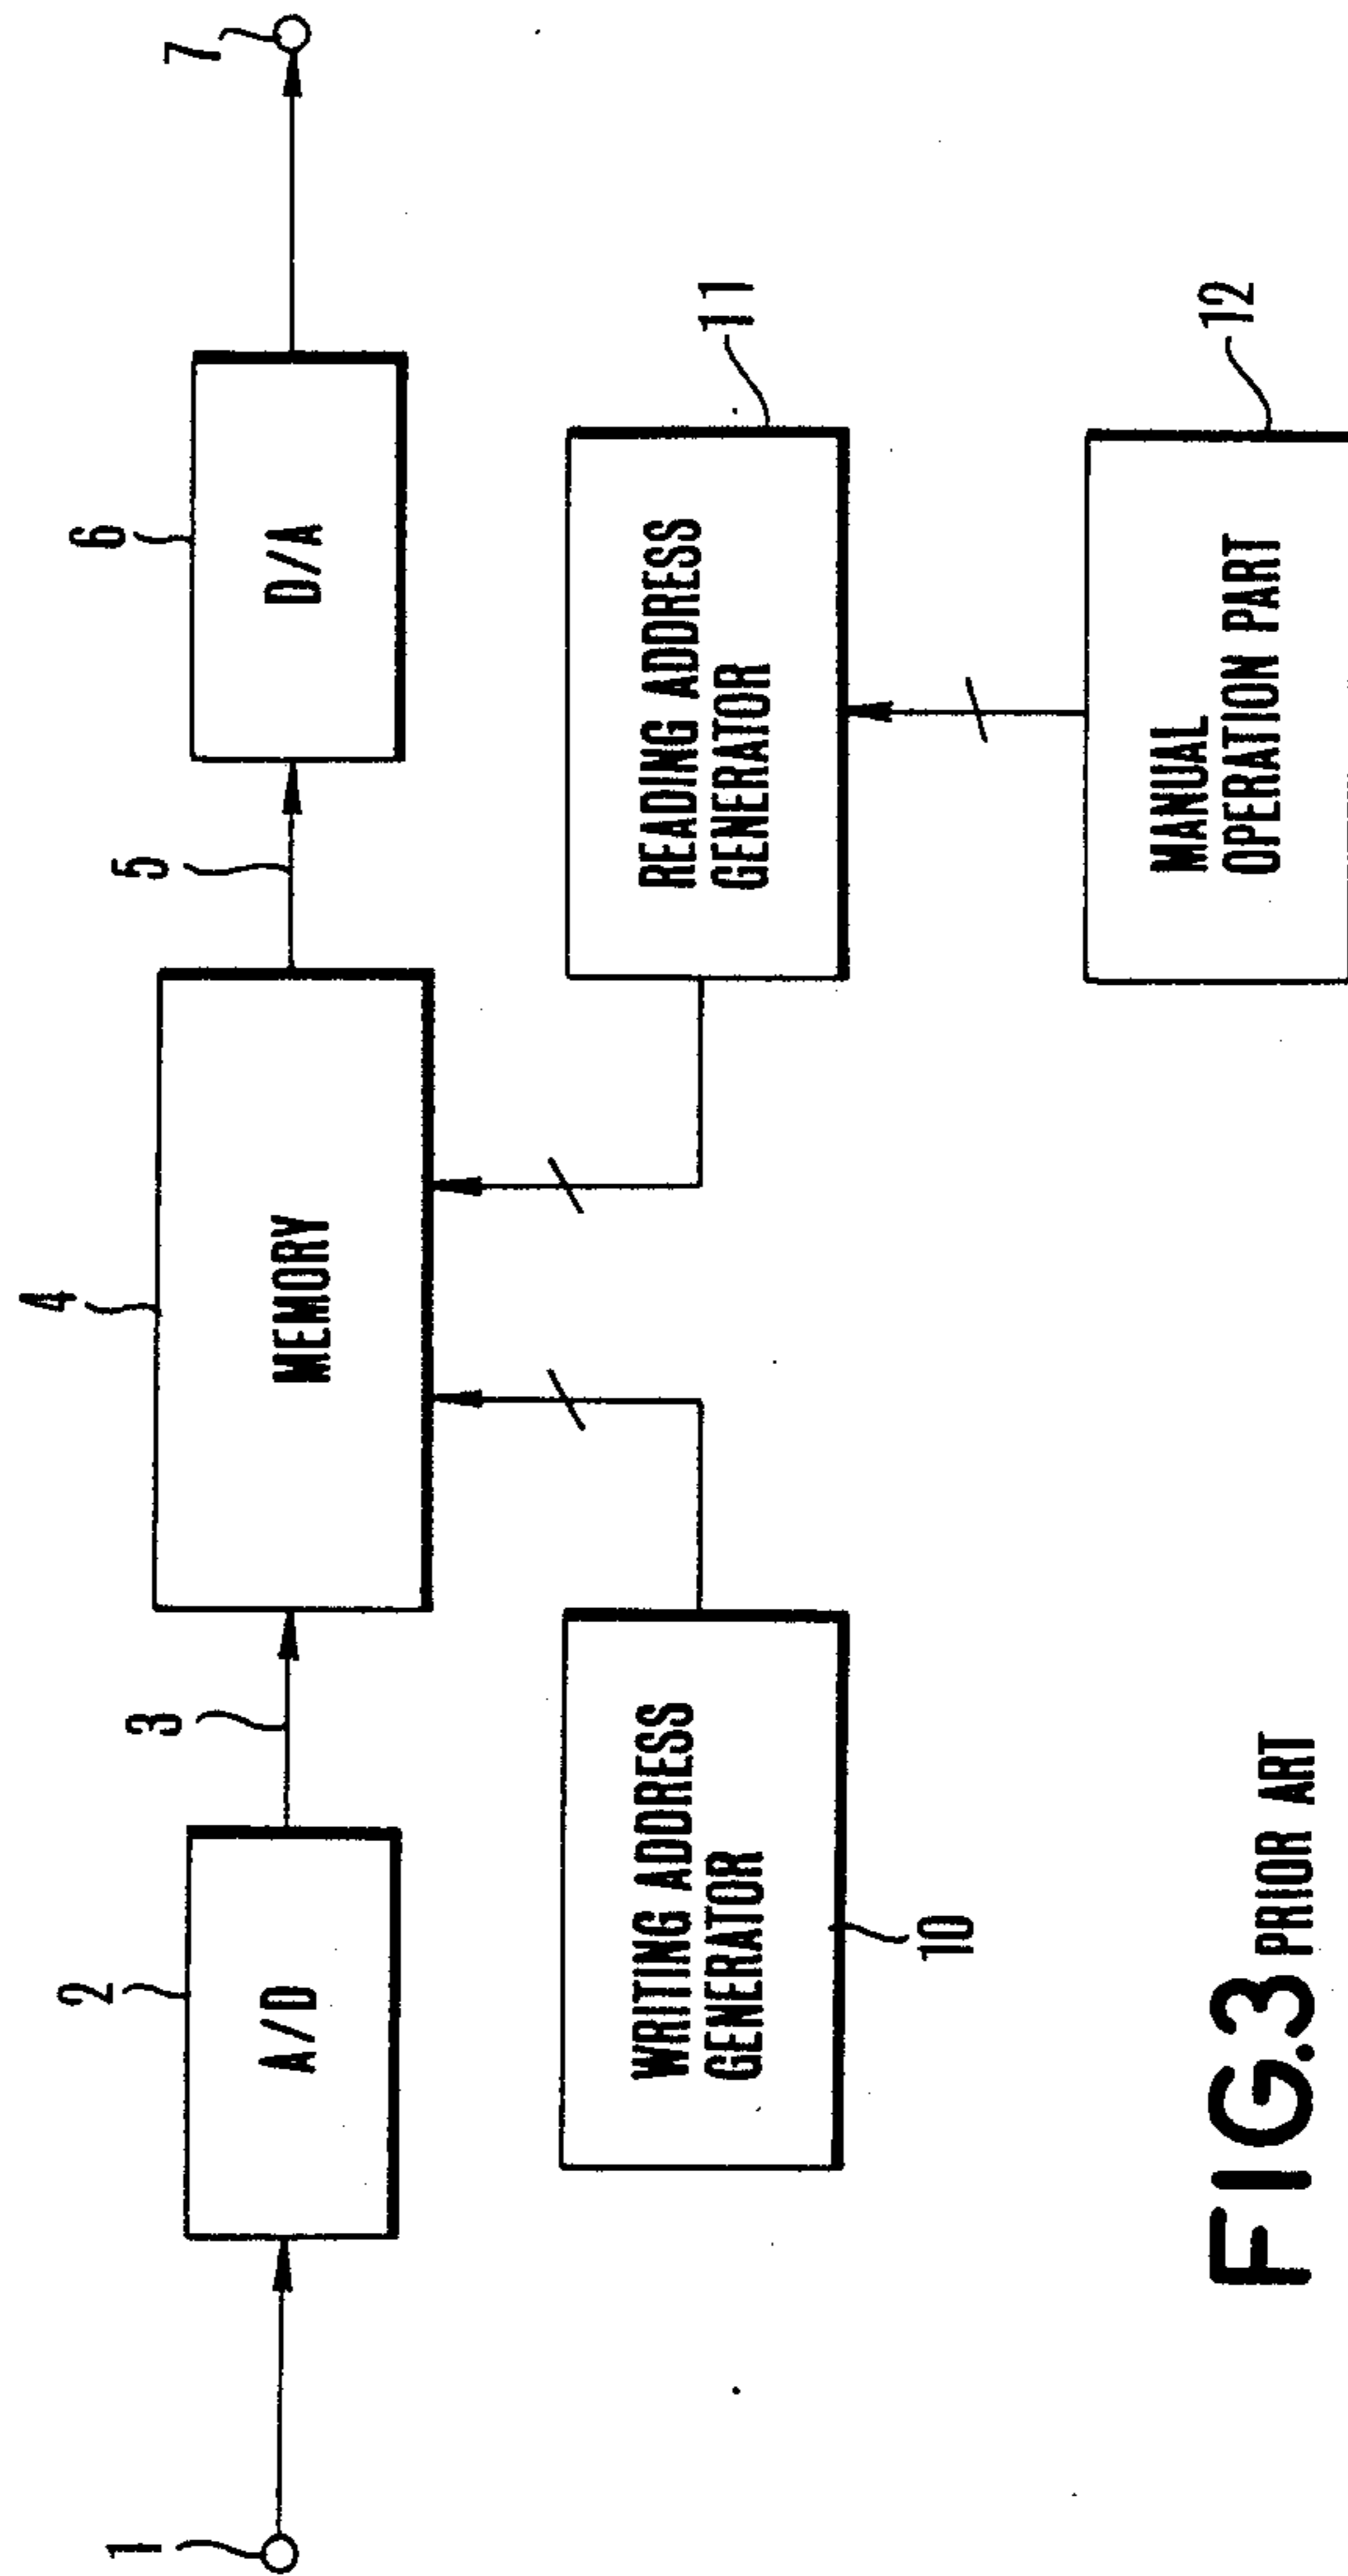 1
2
A/D
3
4
MEMORY
5
6
D/A
7
WRITING ADDRESS
GENERATOR
10
READING ADDRESS
GENERATOR
11
MANUAL
OPERATION PART
12
FIG.3 PRIOR ART